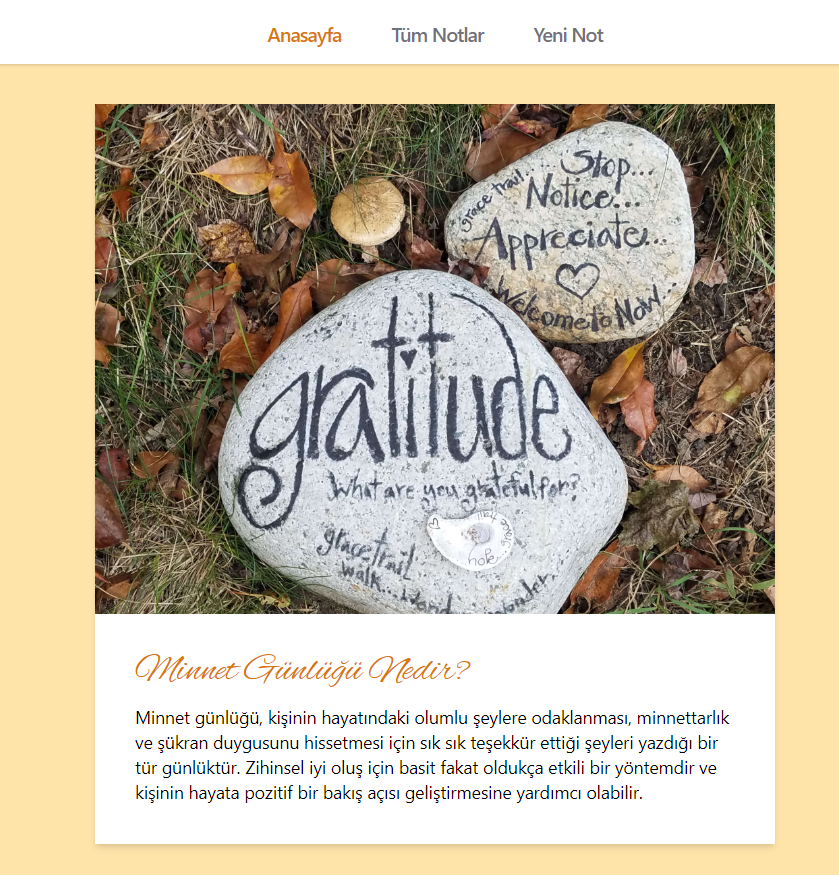 Anasayfa Tüm Notlar Yeni Not
grace trail.... Stop...
Notice...
Appreciate...
Welcome to Now...
gratitude
What are you grateful for?
grace trail
walk...
hope
Minnet Günlüğü Nedir?
Minnet günlüğü, kişinin hayatındaki olumlu şeylere odaklanması, minnettarlık
ve şükran duygusunu hissetmesi için sık sık teşekkür ettiği şeyleri yazdığı bir
tür günlüktür. Zihinsel iyi oluş için basit fakat oldukça etkili bir yöntemdir ve
kişinin hayata pozitif bir bakış açısı geliştirmesine yardımcı olabilir.